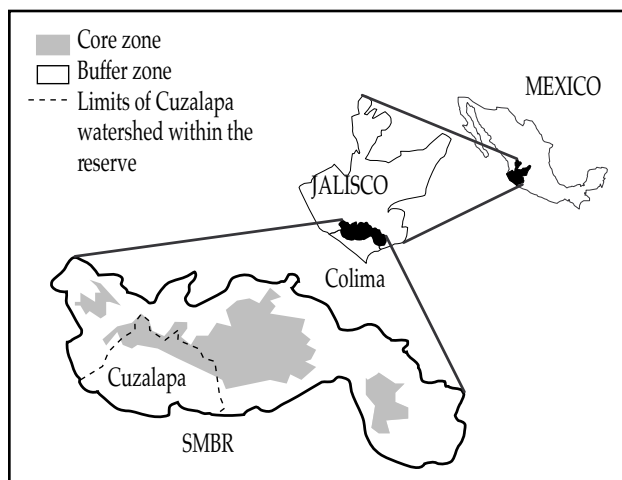 Core zone
Buffer zone
Limits of Cuzalapa
watershed within the
reserve
MEXICO
JALISCO
Colima
Cuzalapa
SMBR